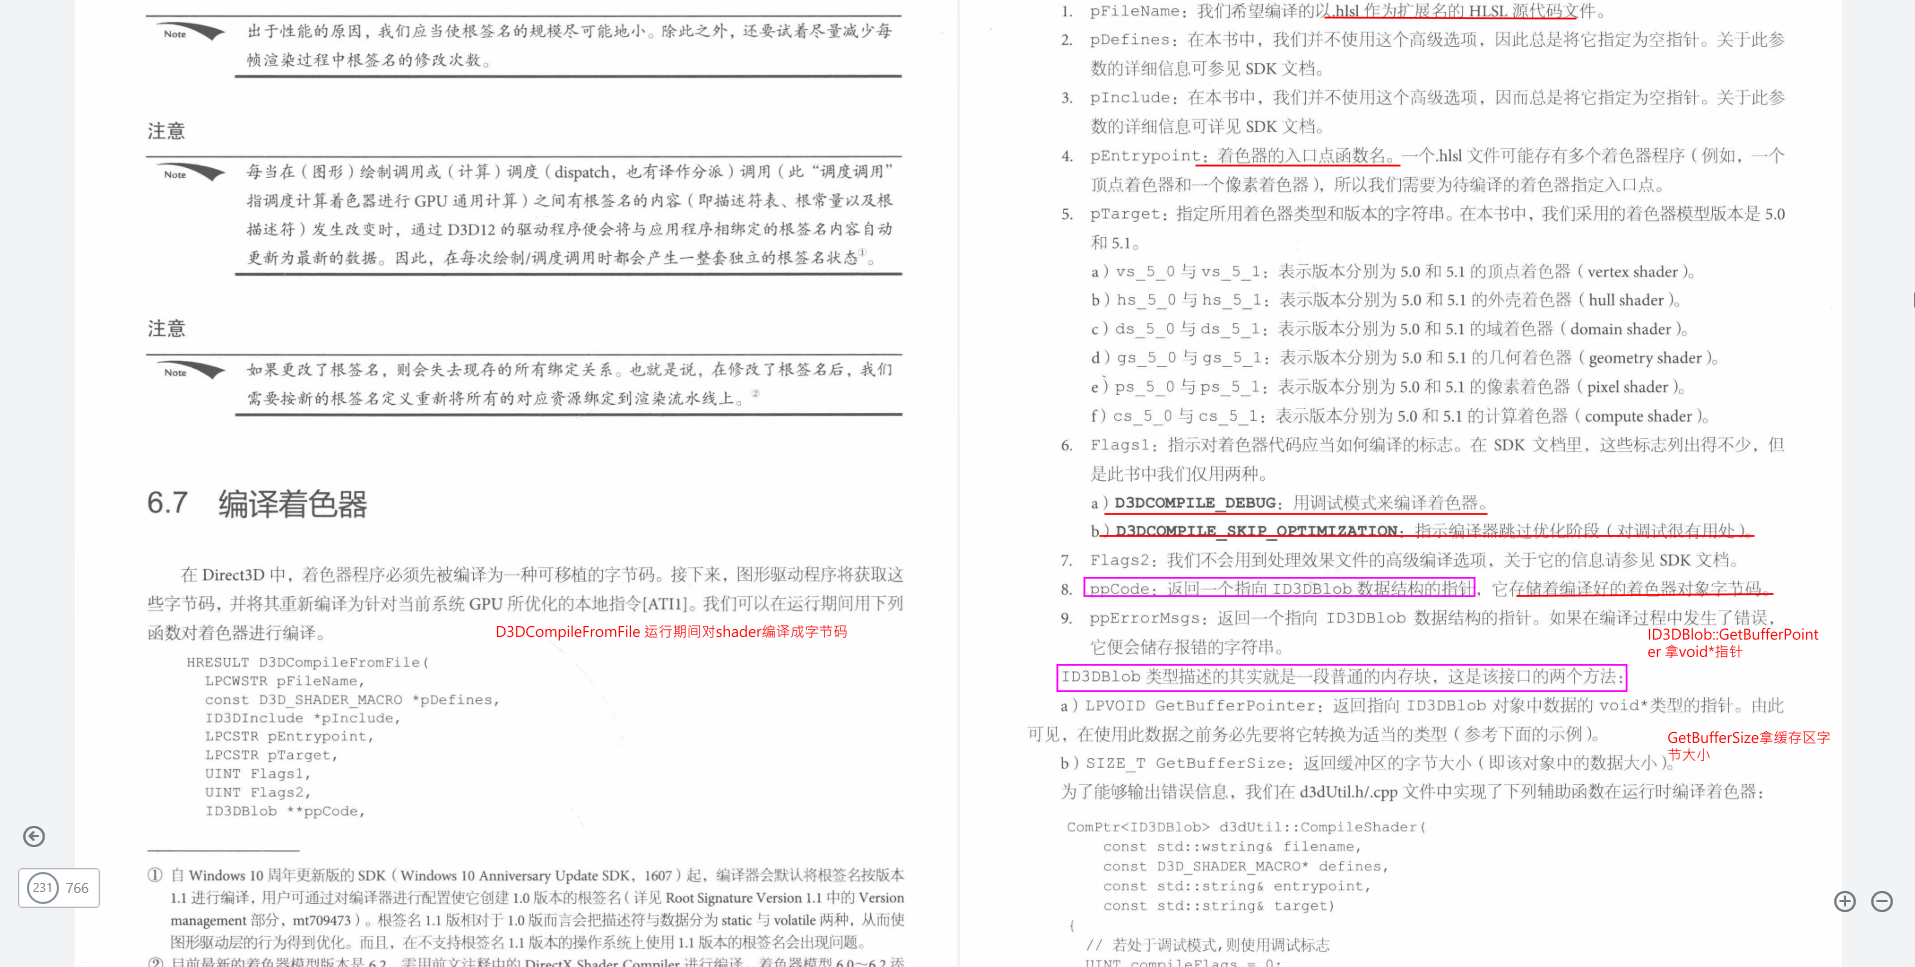 Note
出于性能的原因，我们应当使根签名的规模尽可能地小。除此之外，还要试着尽量减少每
帧渲染过程中根签名的修改次数。
注意
Note
每当在（图形）绘制调用或（计算）调度（dispatch，也有译作分派）调用（此“调度调用”
指调度计算着色器进行 GPU 通用计算）之间有根签名的内容（即描述符表、根常量以及根
描述符）发生改变时，通过 D3D12 的驱动程序便会将与应用程序相绑定的根签名内容自动
更新为最新的数据。因此，在每次绘制/调度调用时都会产生一整套独立的根签名状态①。
注意
Note
如果更改了根签名，则会失去现存的所有绑定关系。也就是说，在修改了根签名后，我们
需要按新的根签名定义重新将所有的对应资源绑定到渲染流水线上。②
6.7 编译着色器
在 Direct3D 中，着色器程序必须先被编译为一种可移植的字节码。接下来，图形驱动程序将获取这
些字节码，并将其重新编译为针对当前系统 GPU 所优化的本地指令[ATI1]。我们可以在运行期间用下列
函数对着色器进行编译。
D3DCompileFromFile 运行期间对shader编译成字节码
HRESULT D3DCompileFromFile(
LPCWSTR pFileName,
const D3D_SHADER_MACRO *pDefines,
ID3DInclude *pInclude,
LPCSTR pEntrypoint,
LPCSTR pTarget,
UINT Flags1,
UINT Flags2,
ID3DBlob **ppCode,
① 自 Windows 10 周年更新版的 SDK（Windows 10 Anniversary Update SDK，1607）起，编译器会默认将根签名按版本
1.1 进行编译，用户可通过对编译器进行配置使它创建 1.0 版本的根签名（详见 Root Signature Version 1.1 中的 Version
management 部分，mt709473）。根签名 1.1 版相对于 1.0 版而言会把描述符与数据分为 static 与 volatile 两种，从而使
图形驱动层的行为得到优化。而且，在不支持根签名 1.1 版本的操作系统上使用 1.1 版本的根签名会出现问题。
② 目前最新的着色器模型版本是 6.2，需用前文注释中的 DirectX Shader Compiler 进行编译。着色器模型 6.0～6.2 添
231 766
1. pFileName：我们希望编译的以.hlsl 作为扩展名的 HLSL 源代码文件。
2. pDefines：在本书中，我们并不使用这个高级选项，因此总是将它指定为空指针。关于此参
数的详细信息可参见 SDK 文档。
3. pInclude：在本书中，我们并不使用这个高级选项，因而总是将它指定为空指针。关于此参
数的详细信息可详见 SDK 文档。
4. pEntrypoint：着色器的入口点函数名。一个.hlsl 文件可能存有多个着色器程序（例如，一个
顶点着色器和一个像素着色器），所以我们需要为待编译的着色器指定入口点。
5. pTarget：指定所用着色器类型和版本的字符串。在本书中，我们采用的着色器模型版本是 5.0
和 5.1。
a）vs_5_0 与 vs_5_1：表示版本分别为 5.0 和 5.1 的顶点着色器（vertex shader）。
b）hs_5_0 与 hs_5_1：表示版本分别为 5.0 和 5.1 的外壳着色器（hull shader）。
c）ds_5_0 与 ds_5_1：表示版本分别为 5.0 和 5.1 的域着色器（domain shader）。
d）gs_5_0 与 gs_5_1：表示版本分别为 5.0 和 5.1 的几何着色器（geometry shader）。
e）ps_5_0 与 ps_5_1：表示版本分别为 5.0 和 5.1 的像素着色器（pixel shader）。
f）cs_5_0 与 cs_5_1：表示版本分别为 5.0 和 5.1 的计算着色器（compute shader）。
6. Flags1：指示对着色器代码应当如何编译的标志。在 SDK 文档里，这些标志列出得不少，但
是此书中我们仅用两种。
a）D3DCOMPILE_DEBUG：用调试模式来编译着色器。
b）D3DCOMPILE_SKIP_OPTIMIZATION：指示编译器跳过优化阶段（对调试很有用处）。
7. Flags2：我们不会用到处理效果文件的高级编译选项，关于它的信息请参见 SDK 文档。
8. ppCode：返回一个指向 ID3DBlob 数据结构的指针，它存储着编译好的着色器对象字节码。
9. ppErrorMsgs：返回一个指向 ID3DBlob 数据结构的指针。如果在编译过程中发生了错误，
它便会储存报错的字符串。
ID3DBlob::GetBufferPoint
er 拿void*指针
ID3DBlob 类型描述的其实就是一段普通的内存块，这是该接口的两个方法：
a）LPVOID GetBufferPointer：返回指向 ID3DBlob 对象中数据的 void*类型的指针。由此
可见，在使用此数据之前务必先要将它转换为适当的类型（参考下面的示例）。
GetBufferSize拿缓存区字
节大小
b）SIZE_T GetBufferSize：返回缓冲区的字节大小（即该对象中的数据大小）。
为了能够输出错误信息，我们在 d3dUtil.h/.cpp 文件中实现了下列辅助函数在运行时编译着色器：
ComPtr<ID3DBlob> d3dUtil::CompileShader(
const std::wstring& filename,
const D3D_SHADER_MACRO* defines,
const std::string& entrypoint,
const std::string& target)
{
// 若处于调试模式,则使用调试标志
UINT compileFlags = 0;